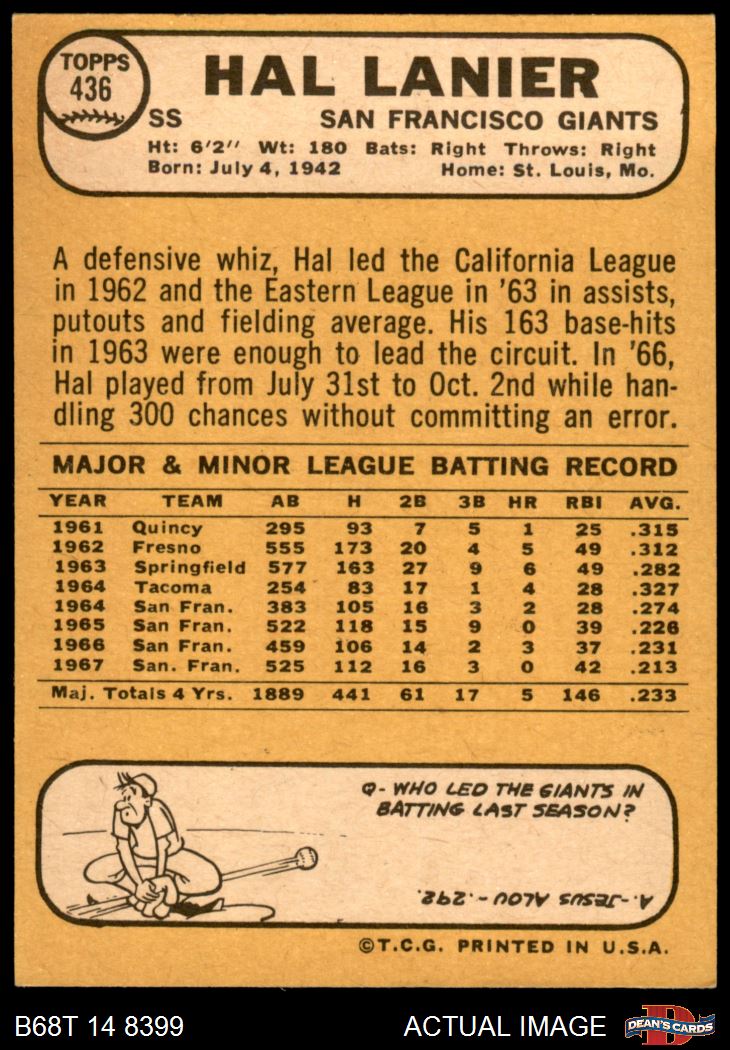 TOPPS
436
HAL LANIER
SS SAN FRANCISCO GIANTS
Ht: 6'2'' Wt: 180 Bats: Right Throws: Right
Born: July 4, 1942 Home: St. Louis, Mo.
A defensive whiz, Hal led the California League
in 1962 and the Eastern League in '63 in assists,
putouts and fielding average. His 163 base-hits
in 1963 were enough to lead the circuit. In '66,
Hal played from July 31st to Oct. 2nd while han-
dling 300 chances without committing an error.
MAJOR & MINOR LEAGUE BATTING RECORD
YEAR TEAM AB H 2B 3B HR RBI AVG.
1961 Quincy 295 93 7 5 1 25 .315
1962 Fresno 555 173 20 4 5 49 .312
1963 Springfield 577 163 27 9 6 49 .282
1964 Tacoma 254 83 17 1 4 28 .327
1964 San Fran. 383 105 16 3 2 28 .274
1965 San Fran. 522 118 15 9 0 39 .226
1966 San Fran. 459 106 14 2 3 37 .231
1967 San. Fran. 525 112 16 3 0 42 .213
Maj. Totals 4 Yrs. 1889 441 61 17 5 146 .233
Q- WHO LED THE GIANTS IN
BATTING LAST SEASON?
A.-JESUS ALOU - .292.
©T.C.G. PRINTED IN U.S.A.
B68T 14 8399 ACTUAL IMAGE
D
DEAN'S CARDS